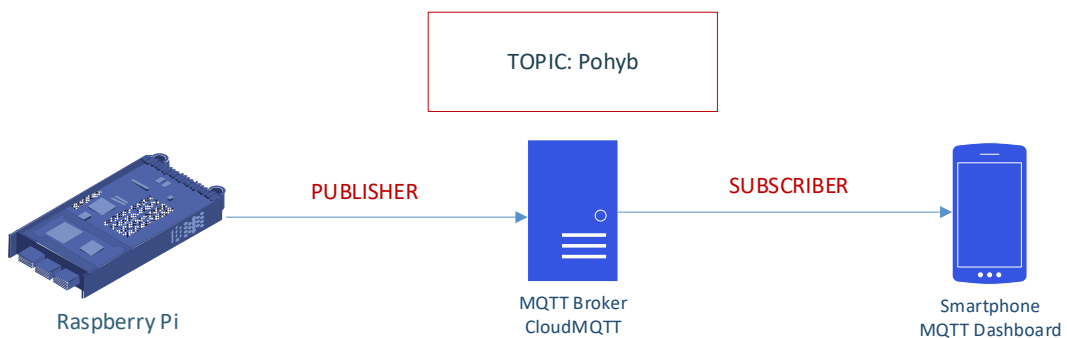 TOPIC: Pohyb
PUBLISHER
SUBSCRIBER
Raspberry Pi
MQTT Broker
CloudMQTT
Smartphone
MQTT Dashboard